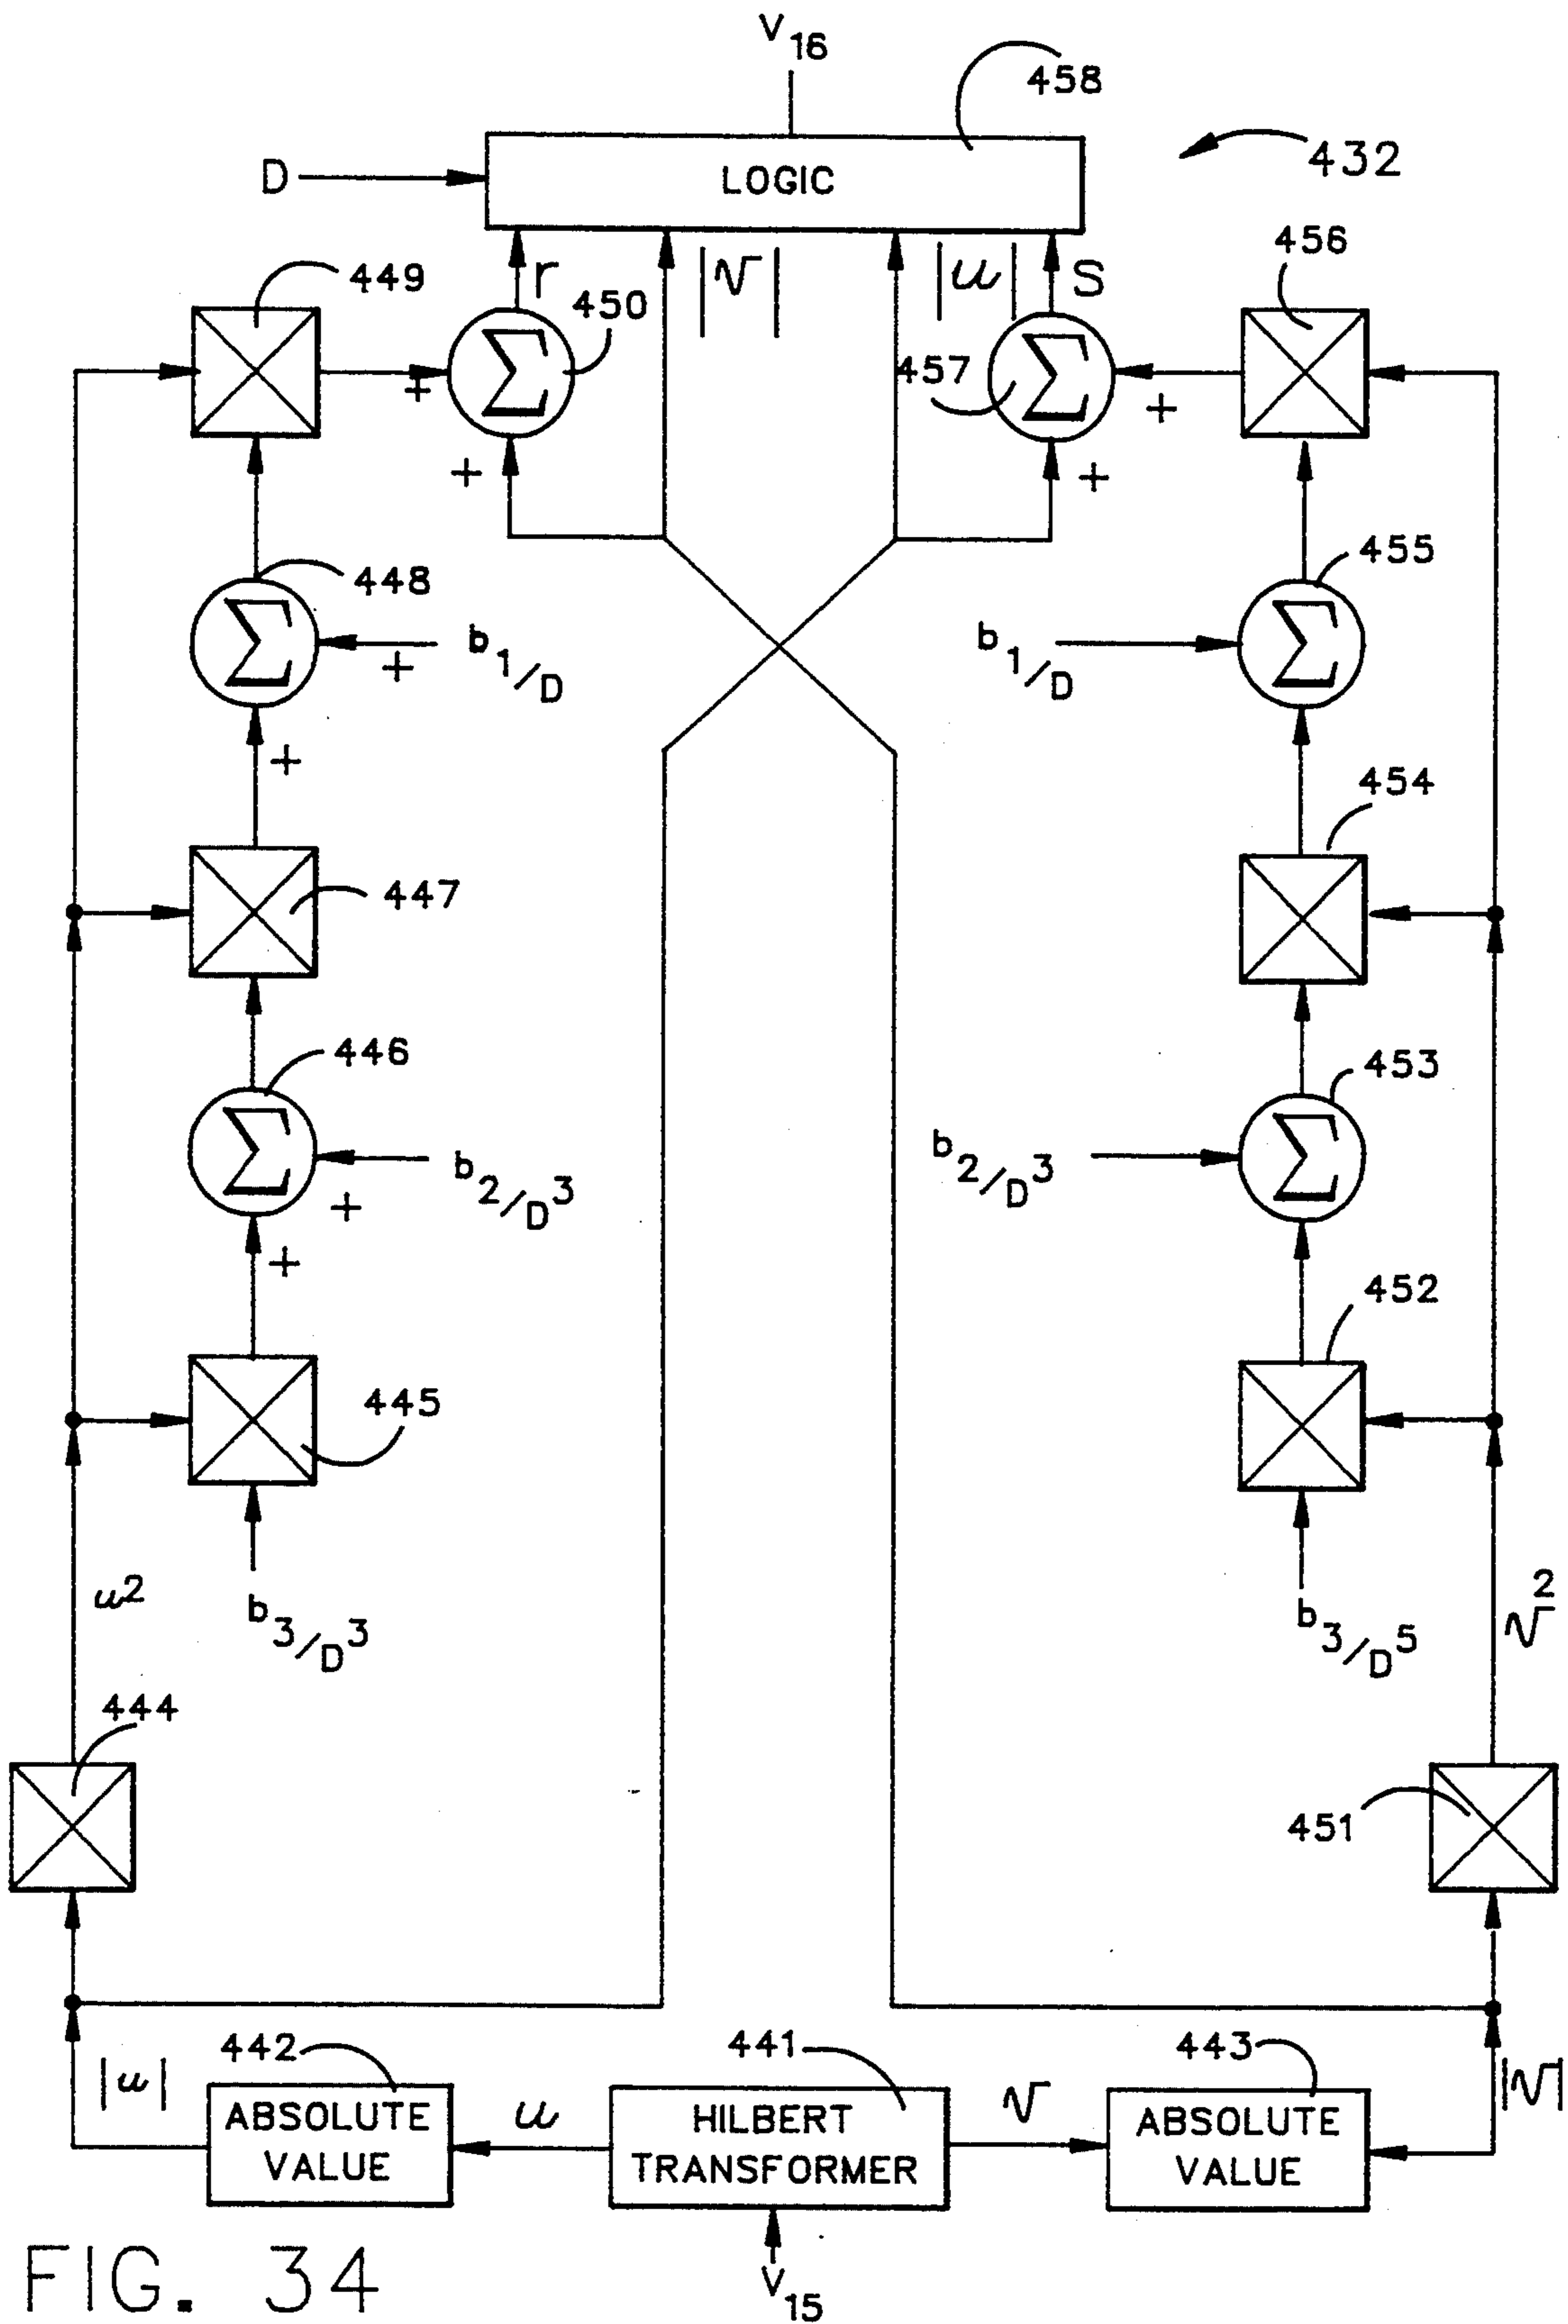 V16
458
432
D
LOGIC
456
449
r
|v|
|u|
S
450
457
+
+
+
+
448
455
b1/D
+
b1/D
+
454
447
446
453
b2/D3
b2/D3
+
+
452
445
u2
b3/D3
b3/D5
v2
444
451
442
441
443
|u|
ABSOLUTE
VALUE
u
HILBERT
TRANSFORMER
v
ABSOLUTE
VALUE
|v|
FIG. 34
V15